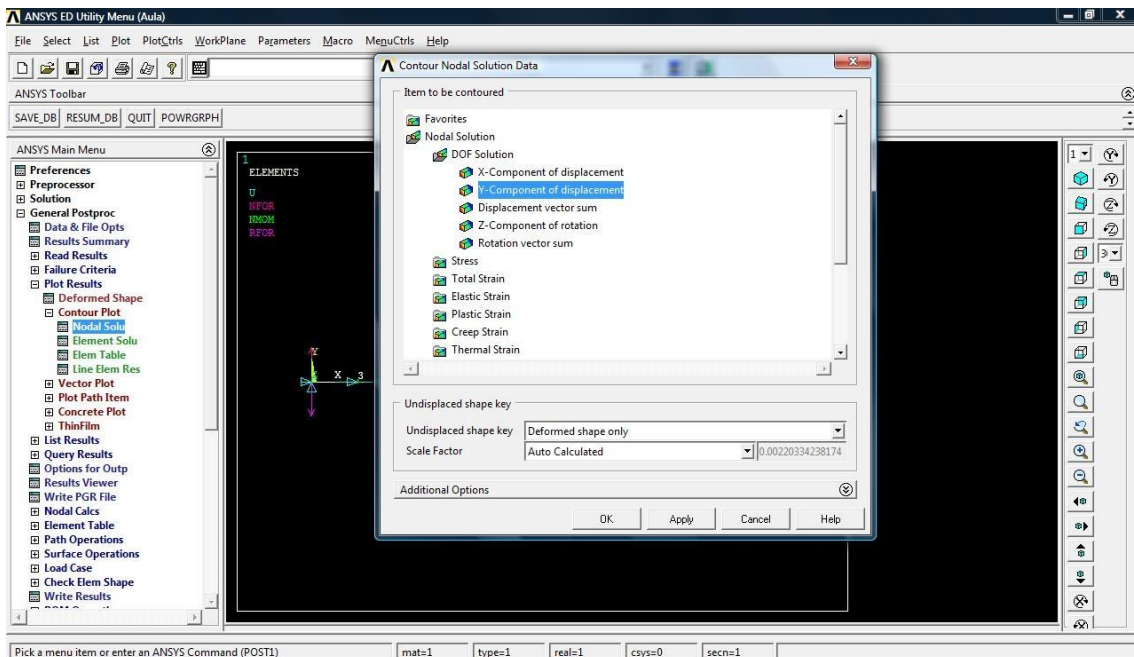 ANSYS ED Utility Menu (Aula)
File Select List Plot PlotCtrls WorkPlane Parameters Macro MenuCtrls Help
ANSYS Toolbar
SAVE_DB RESUM_DB QUIT POWRGRPH
ANSYS Main Menu
Preferences
Preprocessor
Solution
General Postproc
Data & File Opts
Results Summary
Read Results
Failure Criteria
Plot Results
Deformed Shape
Contour Plot
Nodal Solu
Element Solu
Elem Table
Line Elem Res
Vector Plot
Plot Path Item
Concrete Plot
ThinFilm
List Results
Query Results
Options for Outp
Results Viewer
Write PGR File
Nodal Calcs
Element Table
Path Operations
Surface Operations
Load Case
Check Elem Shape
Write Results
1
ELEMENTS
U
NFOR
NMOM
RFOR
Y
X 3
Contour Nodal Solution Data
Item to be contoured
Favorites
Nodal Solution
DOF Solution
X-Component of displacement
Y-Component of displacement
Displacement vector sum
Z-Component of rotation
Rotation vector sum
Stress
Total Strain
Elastic Strain
Plastic Strain
Creep Strain
Thermal Strain
Undisplaced shape key
Undisplaced shape key Deformed shape only
Scale Factor Auto Calculated 0.00220334238174
Additional Options
OK Apply Cancel Help
1
Pick a menu item or enter an ANSYS Command (POST1) mat=1 type=1 real=1 csys=0 secn=1